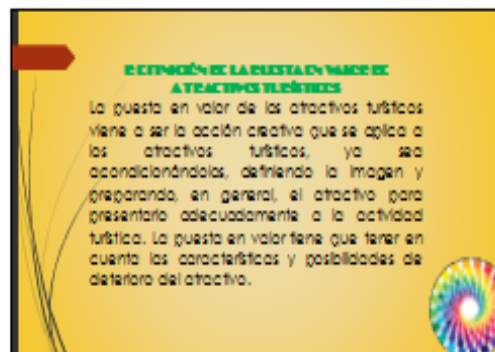 DEFINICIÓN DE LA PUESTA EN VALOR DE
ATRACTIVOS TURÍSTICOS
La puesta en valor de los atractivos turísticos
viene a ser la acción creativa que se aplica a
los atractivos turísticos, ya sea
acondicionándolos, definiendo la imagen y
preparando, en general, el atractivo para
presentarlo adecuadamente a la actividad
turística. La puesta en valor tiene que tener en
cuenta las características y posibilidades de
deterioro del atractivo.